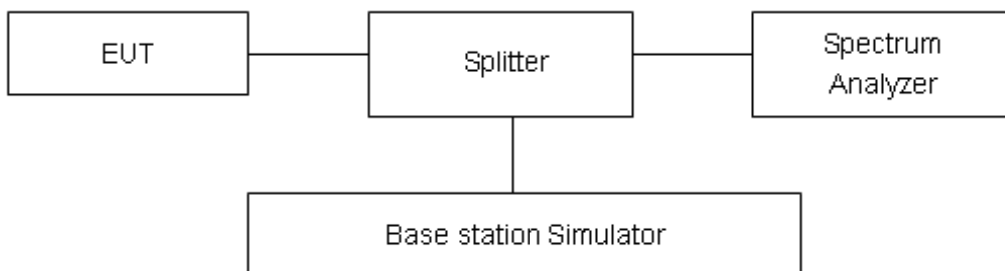 EUT
Splitter
Spectrum
Analyzer
Base station Simulator